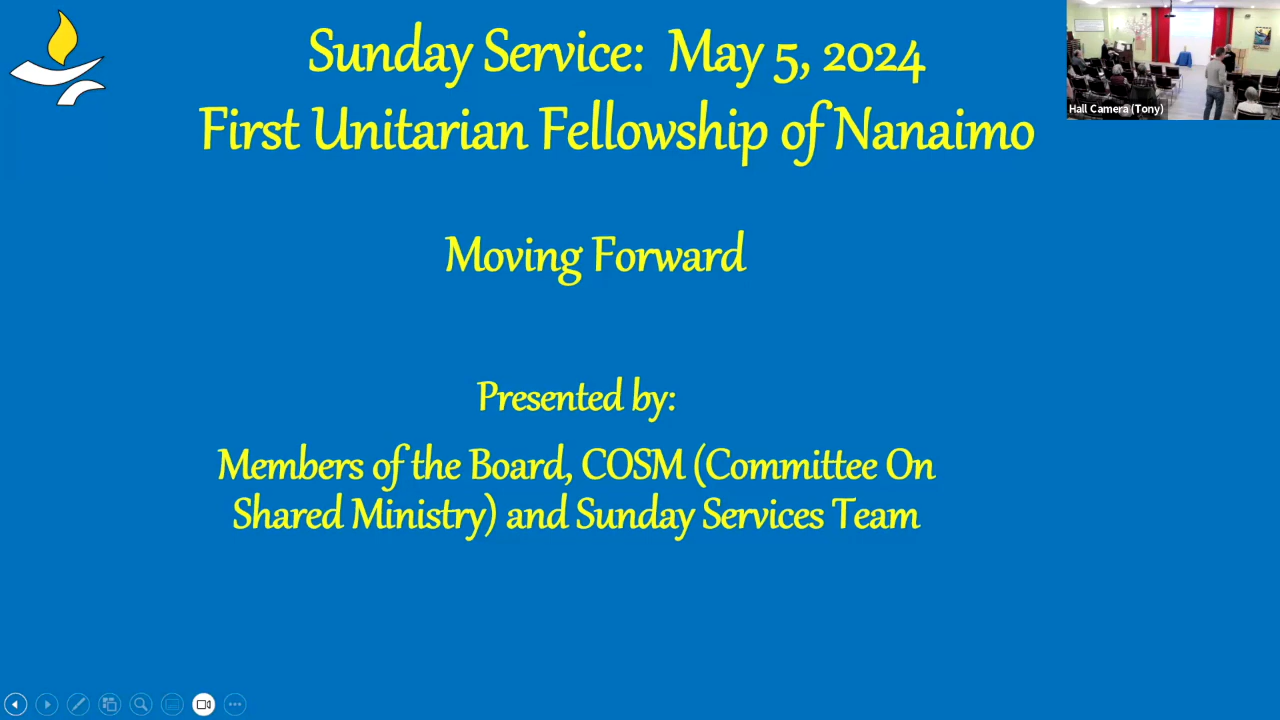 Sunday Service: May 5, 2024
First Unitarian Fellowship of Nanaimo
Hall Camera (Tony)
Moving Forward
Presented by:
Members of the Board, COSM (Committee On
Shared Ministry) and Sunday Services Team